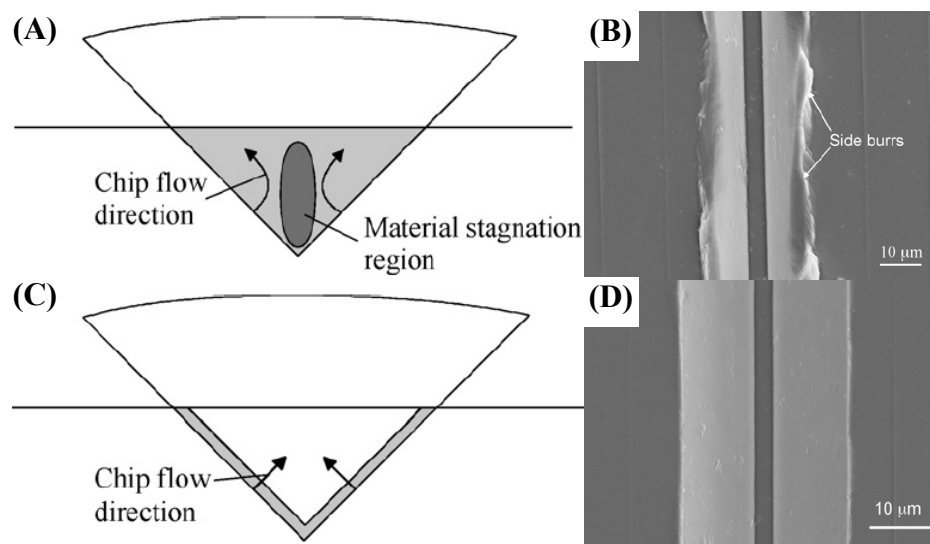 (A)
Chip flow
direction
Material stagnation
region
(B)
Side burrs
10 μm
(C)
Chip flow
direction
(D)
10 μm